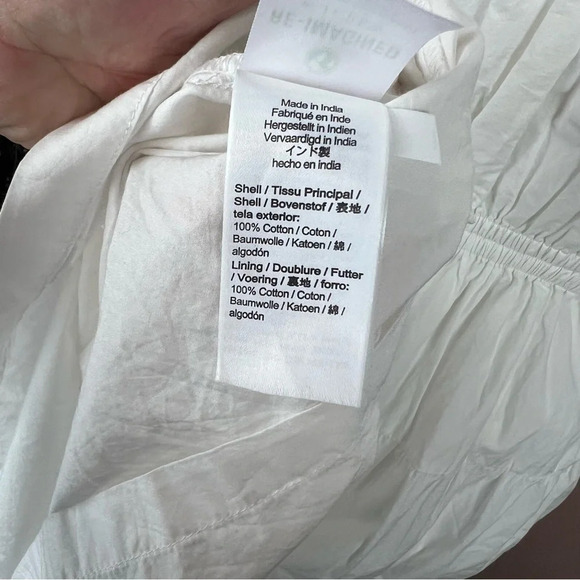 RE-IMAGINED
Made in India
Fabriqué en Inde
Hergestellt in Indien
Vervaardigd in India
インド製
hecho en india
Shell / Tissu Principal /
Shell / Bovenstof / 表地 /
tela exterior:
100% Cotton / Coton /
Baumwolle / Katoen / 綿 /
algodón
Lining / Doublure / Futter
/ Voering / 裏地 / forro:
100% Cotton / Coton /
Baumwolle / Katoen / 綿 /
algodón